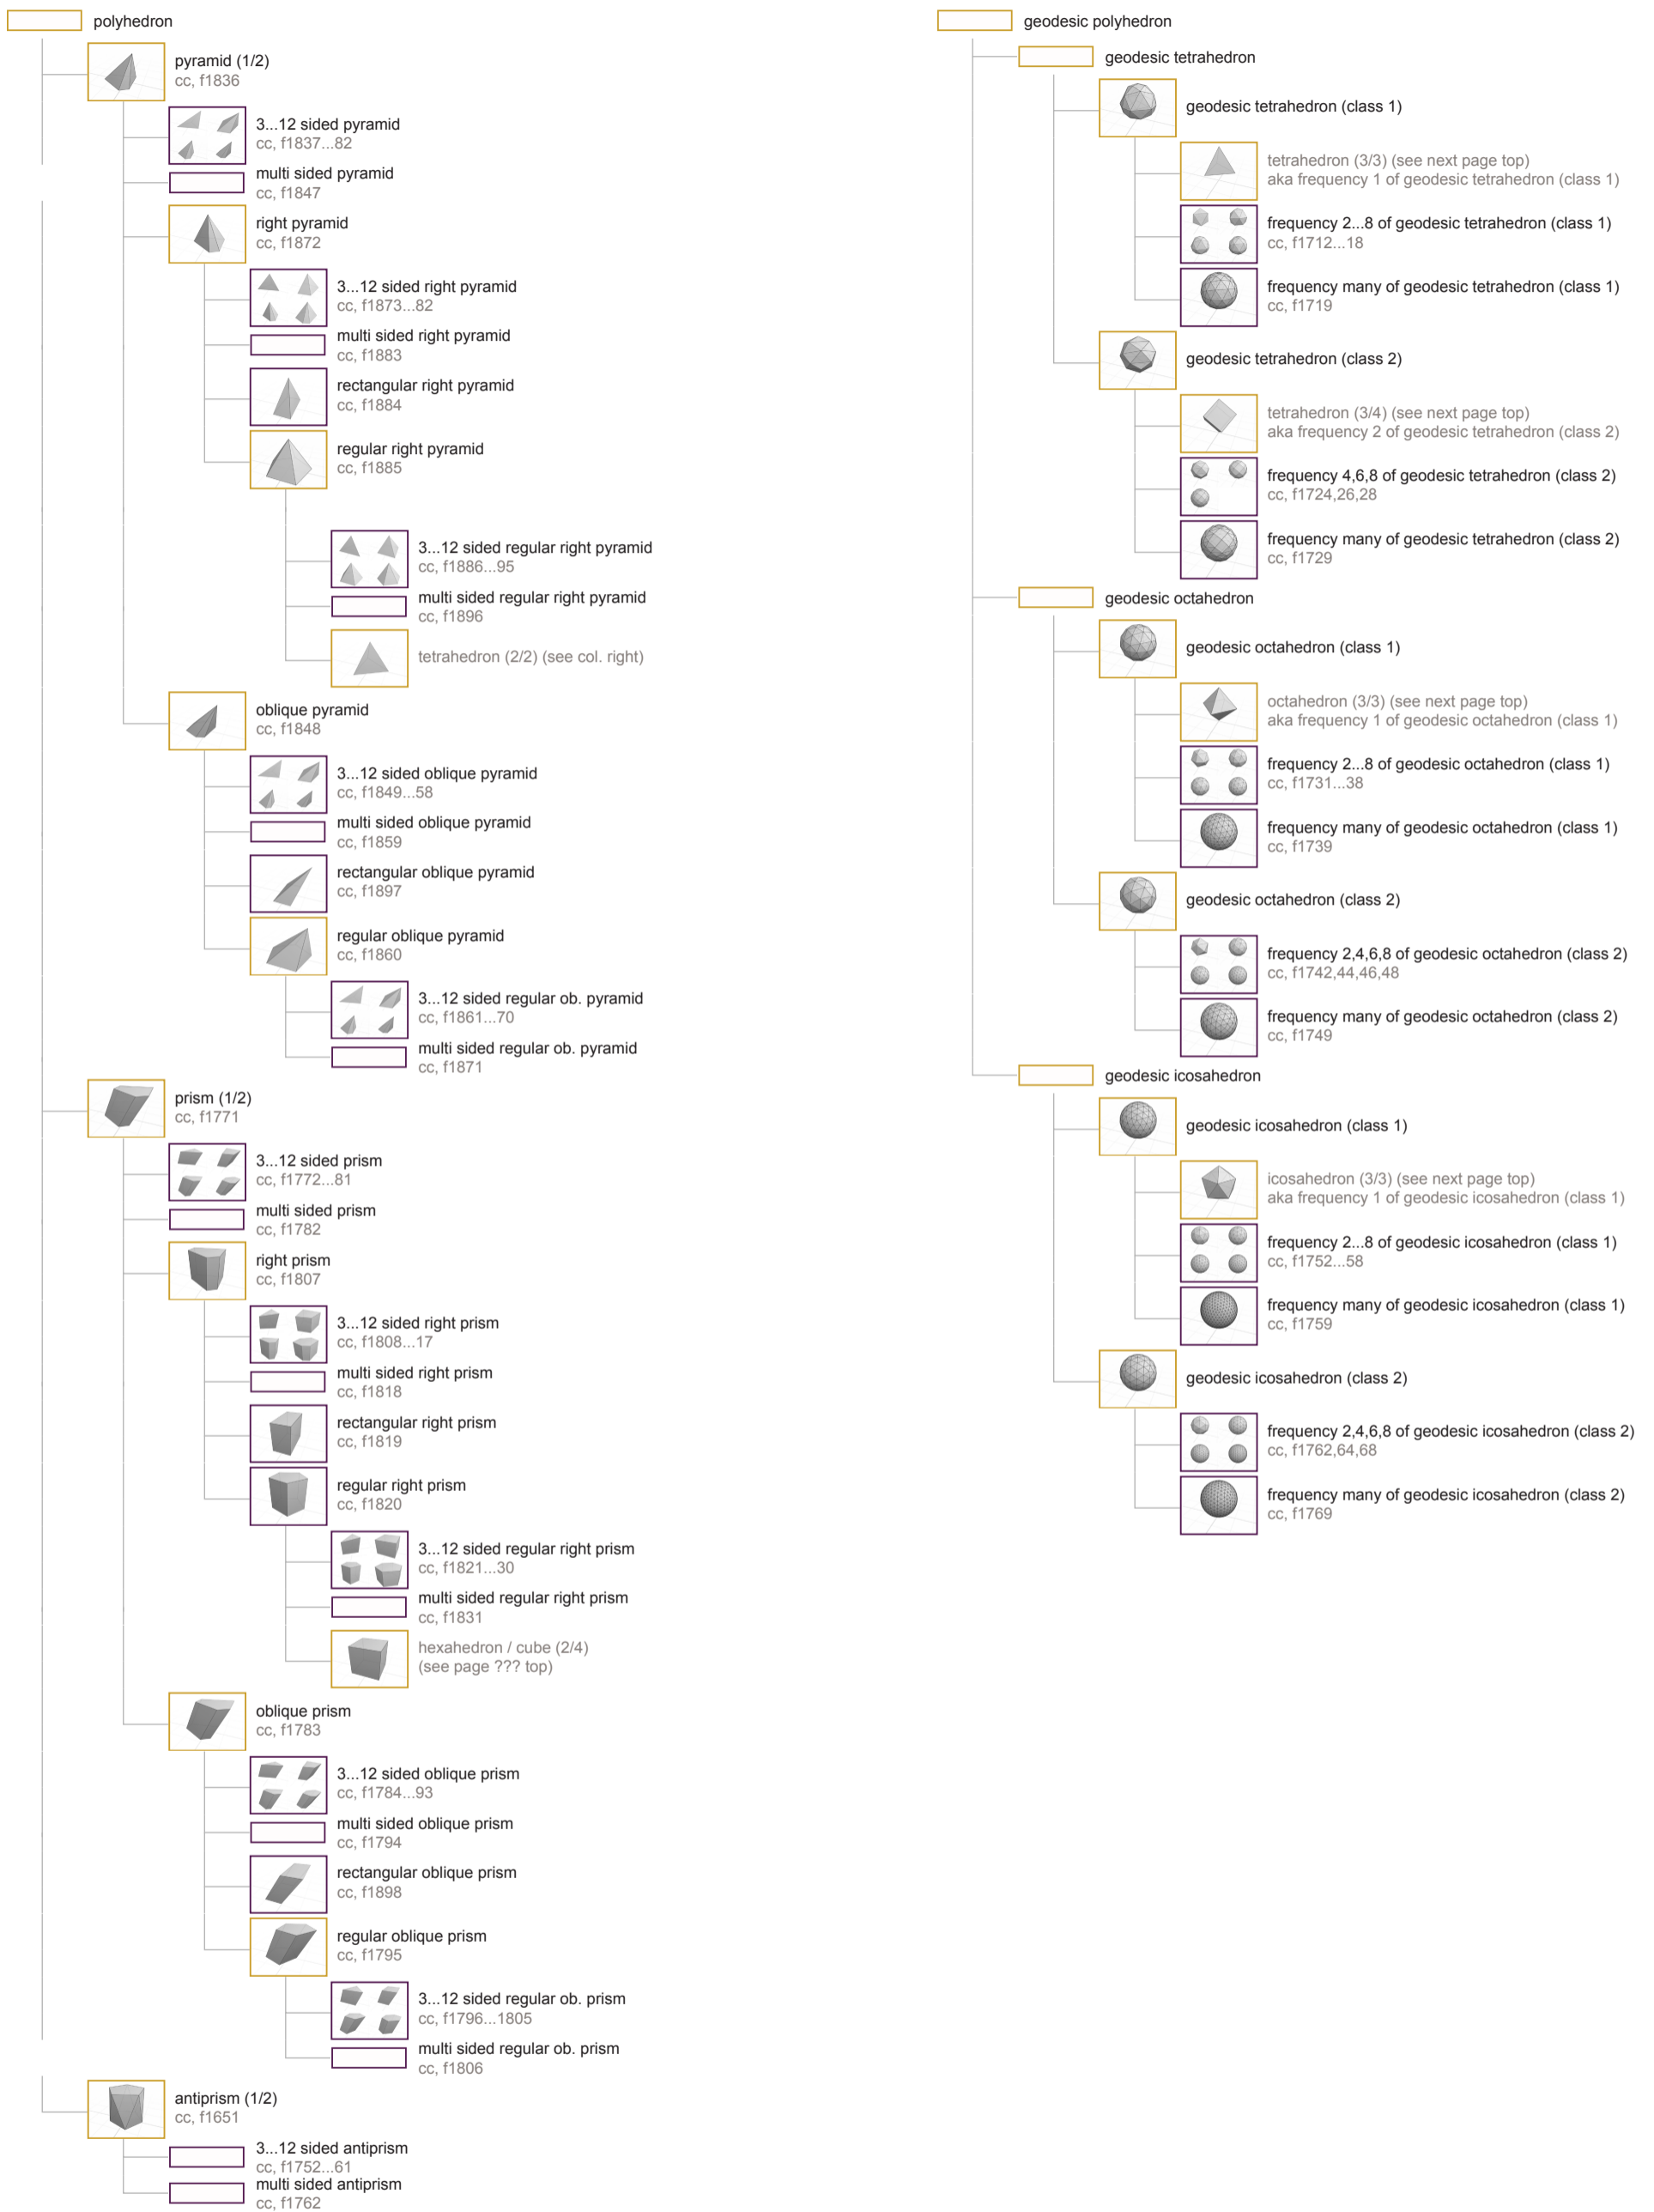 polyhedron
pyramid (1/2)
cc, f1836
3...12 sided pyramid
cc, f1837...82
multi sided pyramid
cc, f1847
right pyramid
cc, f1872
3...12 sided right pyramid
cc, f1873...82
multi sided right pyramid
cc, f1883
rectangular right pyramid
cc, f1884
regular right pyramid
cc, f1885
3...12 sided regular right pyramid
cc, f1886...95
multi sided regular right pyramid
cc, f1896
tetrahedron (2/2) (see col. right)
oblique pyramid
cc, f1848
3...12 sided oblique pyramid
cc, f1849...58
multi sided oblique pyramid
cc, f1859
rectangular oblique pyramid
cc, f1897
regular oblique pyramid
cc, f1860
3...12 sided regular ob. pyramid
cc, f1861...70
multi sided regular ob. pyramid
cc, f1871
prism (1/2)
cc, f1771
3...12 sided prism
cc, f1772...81
multi sided prism
cc, f1782
right prism
cc, f1807
3...12 sided right prism
cc, f1808...17
multi sided right prism
cc, f1818
rectangular right prism
cc, f1819
regular right prism
cc, f1820
3...12 sided regular right prism
cc, f1821...30
multi sided regular right prism
cc, f1831
hexahedron / cube (2/4)
(see page ??? top)
oblique prism
cc, f1783
3...12 sided oblique prism
cc, f1784...93
multi sided oblique prism
cc, f1794
rectangular oblique prism
cc, f1898
regular oblique prism
cc, f1795
3...12 sided regular ob. prism
cc, f1796...1805
multi sided regular ob. prism
cc, f1806
antiprism (1/2)
cc, f1651
3...12 sided antiprism
cc, f1752...61
multi sided antiprism
cc, f1762
geodesic polyhedron
geodesic tetrahedron
geodesic tetrahedron (class 1)
tetrahedron (3/3) (see next page top)
aka frequency 1 of geodesic tetrahedron (class 1)
frequency 2...8 of geodesic tetrahedron (class 1)
cc, f1712...18
frequency many of geodesic tetrahedron (class 1)
cc, f1719
geodesic tetrahedron (class 2)
tetrahedron (3/4) (see next page top)
aka frequency 2 of geodesic tetrahedron (class 2)
frequency 4,6,8 of geodesic tetrahedron (class 2)
cc, f1724,26,28
frequency many of geodesic tetrahedron (class 2)
cc, f1729
geodesic octahedron
geodesic octahedron (class 1)
octahedron (3/3) (see next page top)
aka frequency 1 of geodesic octahedron (class 1)
frequency 2...8 of geodesic octahedron (class 1)
cc, f1731...38
frequency many of geodesic octahedron (class 1)
cc, f1739
geodesic octahedron (class 2)
frequency 2,4,6,8 of geodesic octahedron (class 2)
cc, f1742,44,46,48
frequency many of geodesic octahedron (class 2)
cc, f1749
geodesic icosahedron
geodesic icosahedron (class 1)
icosahedron (3/3) (see next page top)
aka frequency 1 of geodesic icosahedron (class 1)
frequency 2...8 of geodesic icosahedron (class 1)
cc, f1752...58
frequency many of geodesic icosahedron (class 1)
cc, f1759
geodesic icosahedron (class 2)
frequency 2,4,6,8 of geodesic icosahedron (class 2)
cc, f1762,64,68
frequency many of geodesic icosahedron (class 2)
cc, f1769